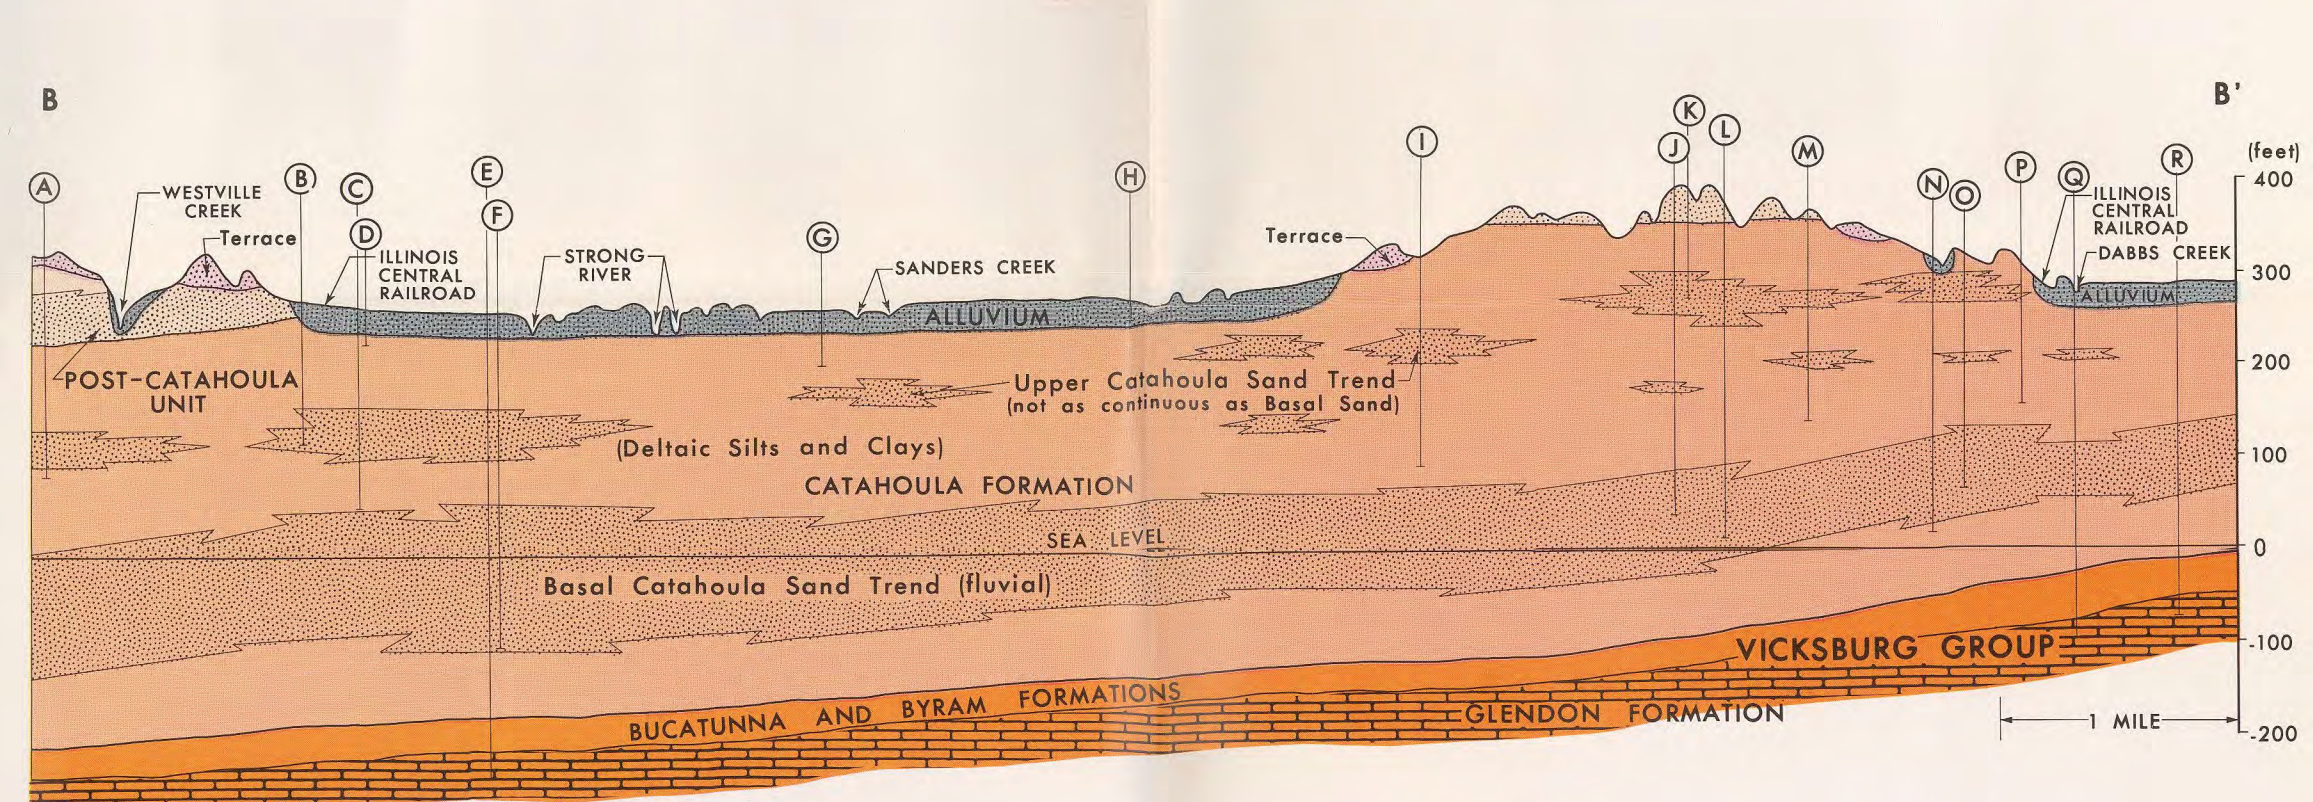 B
B'
A
WESTVILLE
CREEK
Terrace
B
C
D
ILLINOIS
CENTRAL
RAILROAD
E
F
STRONG
RIVER
G
SANDERS CREEK
H
Terrace
I
J
K
L
M
N
O
P
Q
ILLINOIS
CENTRAL
RAILROAD
DABBS CREEK
R
(feet)
400
300
200
100
0
-100
-200
ALLUVIUM
ALLUVIUM
POST-CATAHOULA
UNIT
Upper Catahoula Sand Trend
(not as continuous as Basal Sand)
(Deltaic Silts and Clays)
CATAHOULA FORMATION
SEA LEVEL
Basal Catahoula Sand Trend (fluvial)
VICKSBURG GROUP
BUCATUNNA AND BYRAM FORMATIONS
GLENDON FORMATION
1 MILE